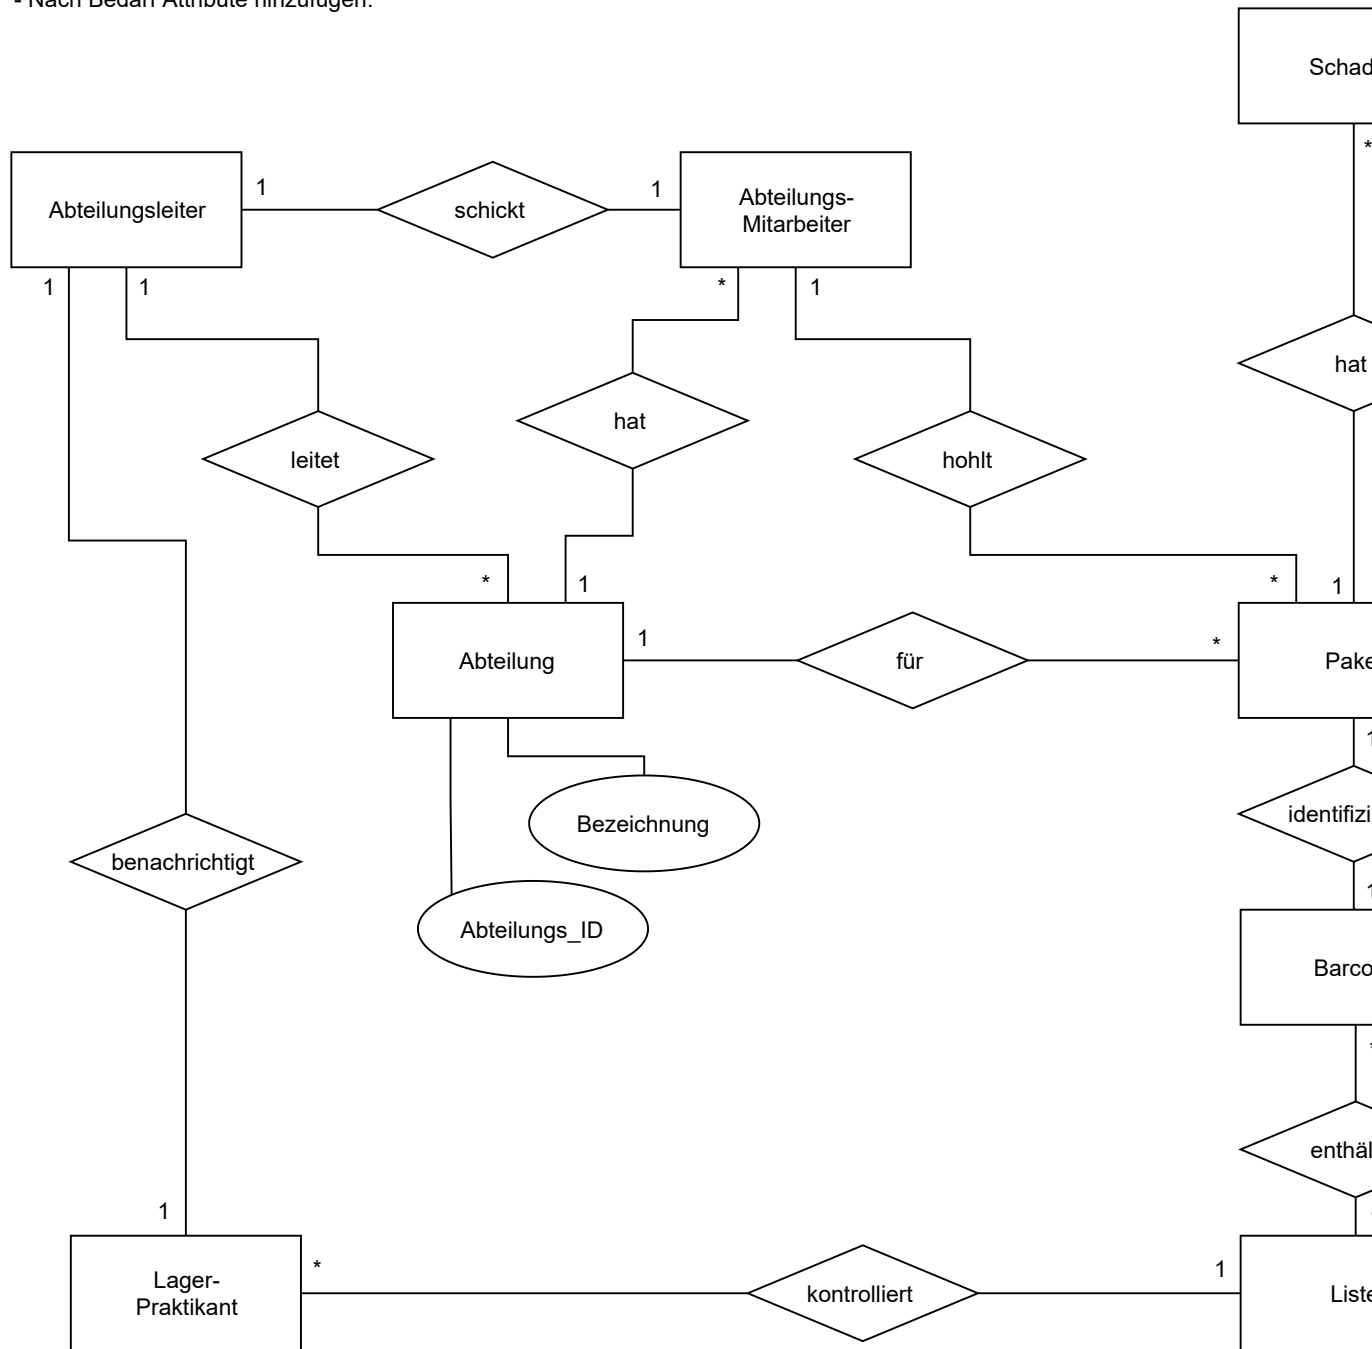 - Nach Bedarf Attribute hinzufügen.
Schad
*
Abteilungsleiter
1
schickt
1
Abteilungs-
Mitarbeiter
1
1
*
1
hat
leitet
hat
hohlt
*
1
*
1
Abteilung
1
für
*
Pake
1
Bezeichnung
identifizi
benachrichtigt
1
Abteilungs_ID
Barco
*
enthäl
1
Lager-
Praktikant
*
kontrolliert
1
Liste